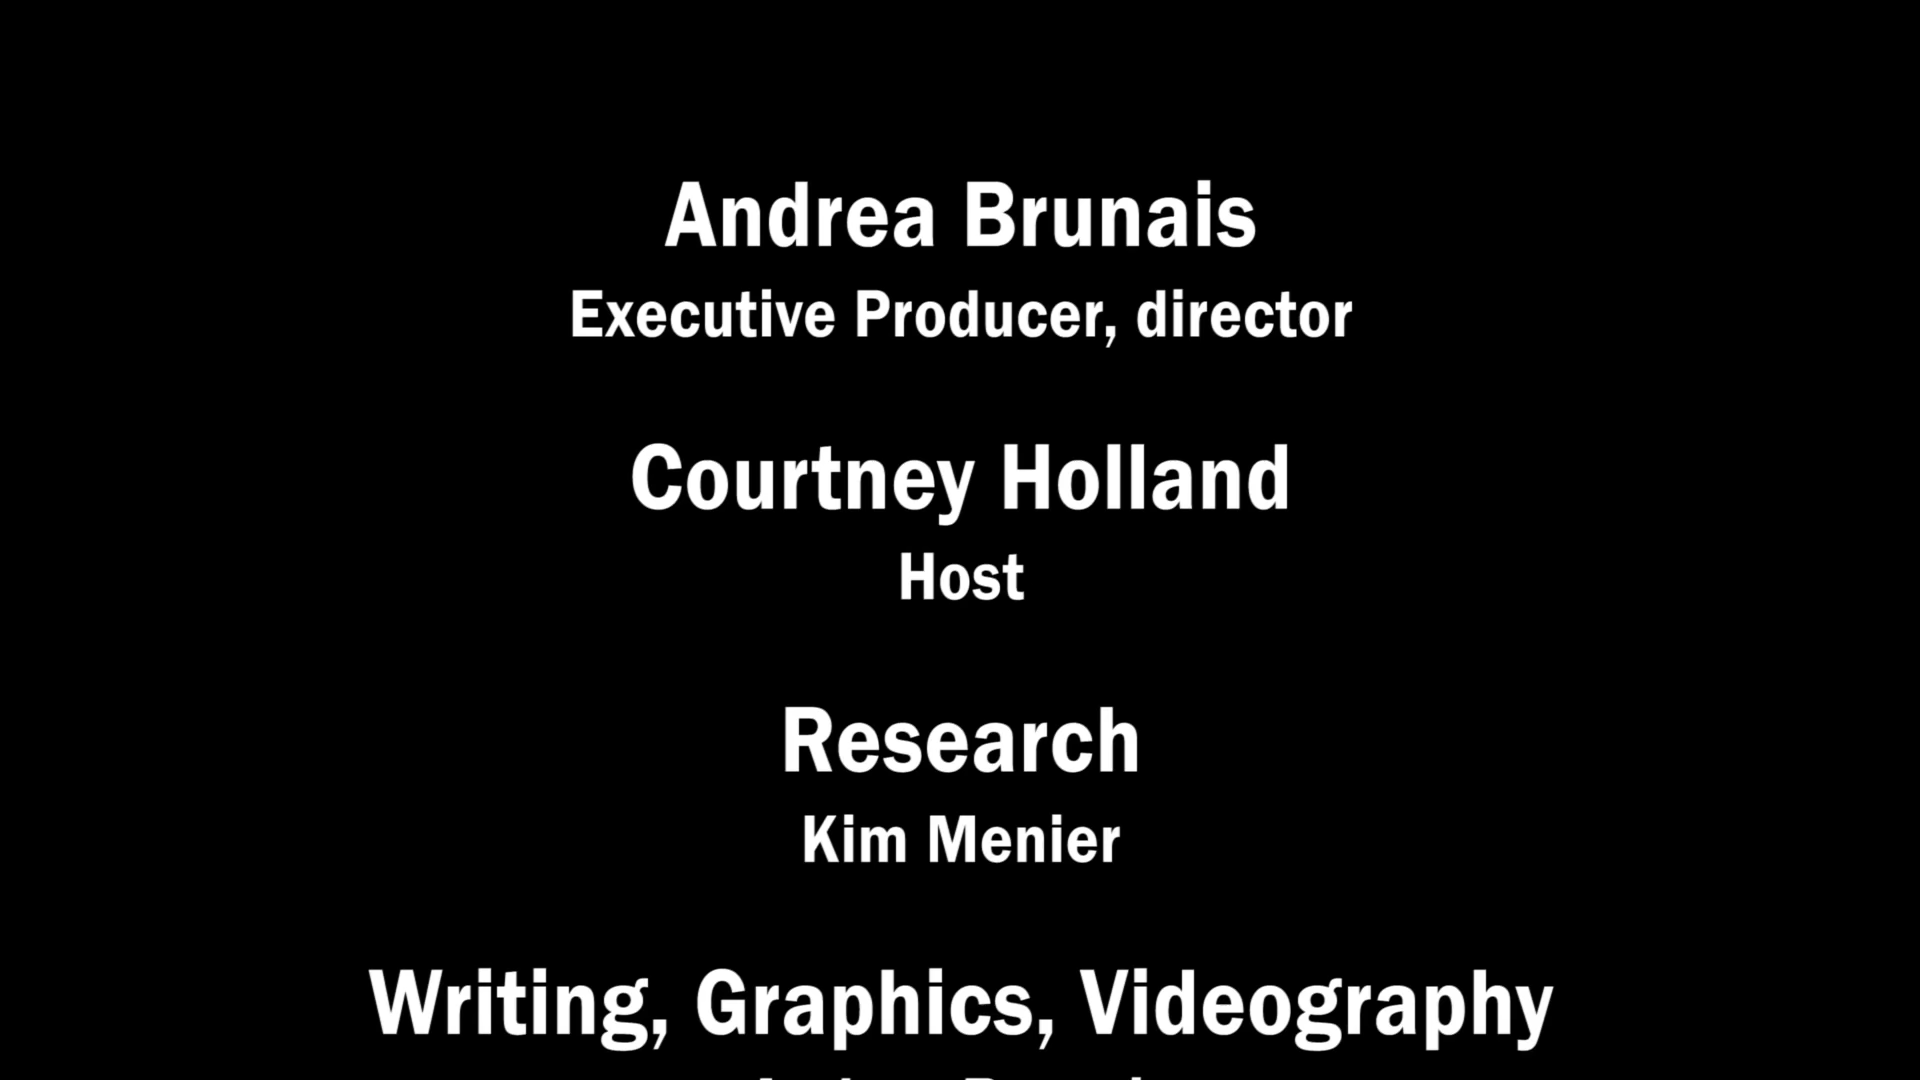 Andrea Brunais
Executive Producer, director
Courtney Holland
Host
Research
Kim Menier
Writing, Graphics, Videography